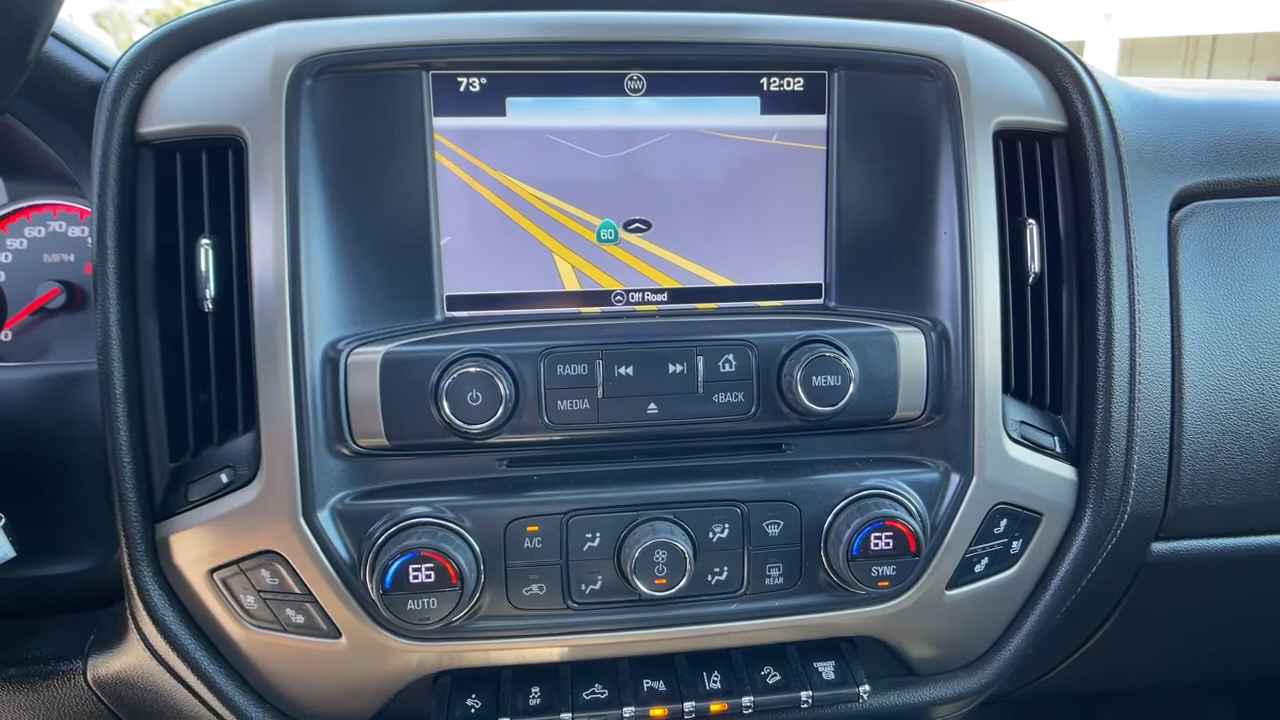 73°
NW
12:02
60
Off Road
50
60
70
80
MPH
0
RADIO
MEDIA
BACK
MENU
A/C
66
AUTO
REAR
66
SYNC
OFF
P
EXHAUST
BRAKE